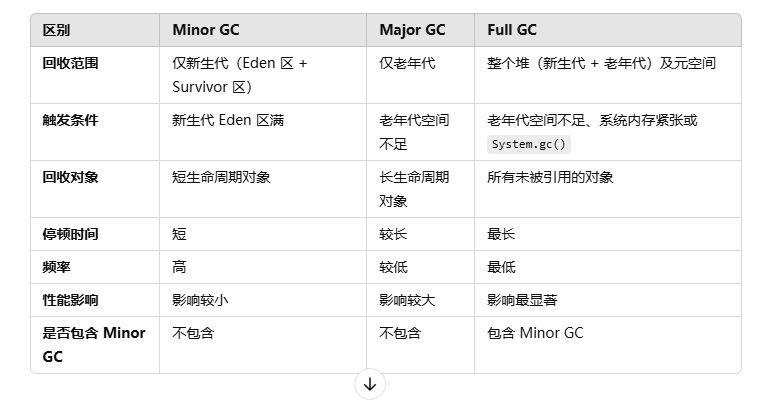 区别 Minor GC Major GC Full GC
回收范围 仅新生代（Eden 区 + 仅老年代 整个堆（新生代 + 老年代）及元空间
Survivor 区）
触发条件 新生代 Eden 区满 老年代空间 老年代空间不足、系统内存紧张或
不足 System.gc()
回收对象 短生命周期对象 长生命周期 所有未被引用的对象
对象
停顿时间 短 较长 最长
频率 高 较低 最低
性能影响 影响较小 影响较大 影响最显著
是否包含 Minor 不包含 不包含 包含 Minor GC
GC